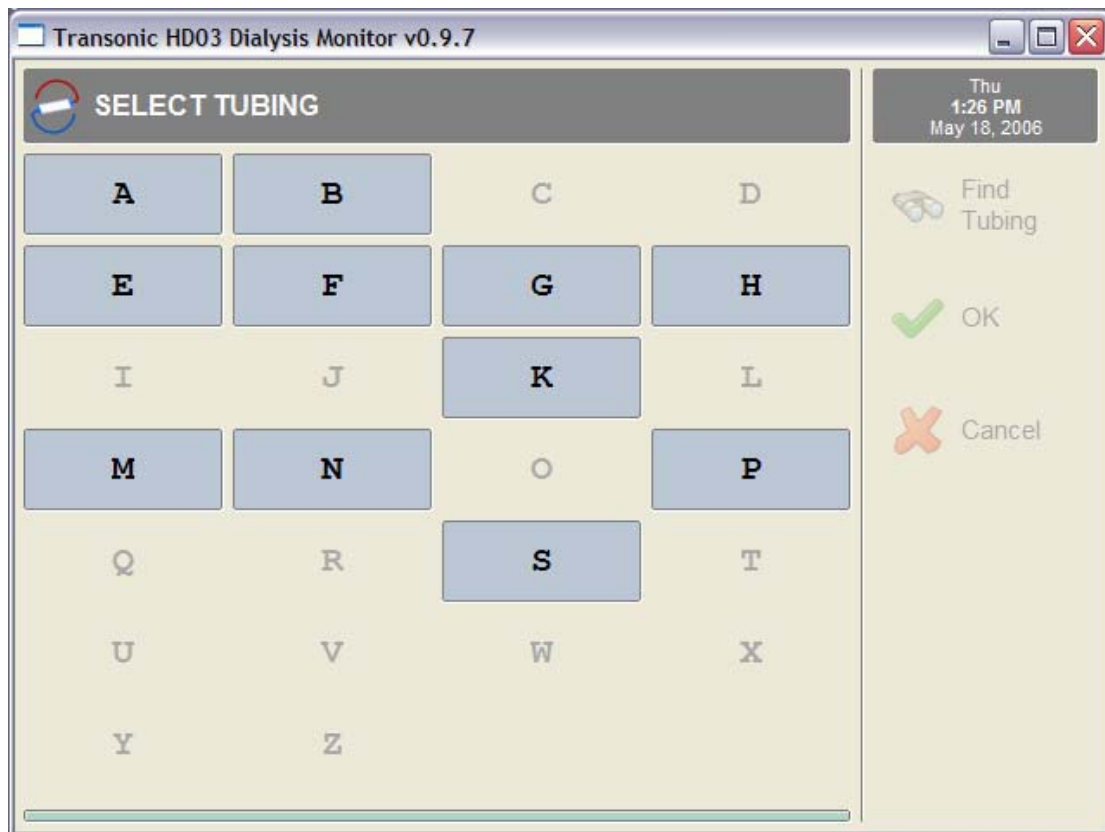 Transonic HD03 Dialysis Monitor v0.9.7
SELECT TUBING
Thu
1:26 PM
May 18, 2006
A B C D
E F G H
I J K L
M N O P
Q R S T
U V W X
Y Z
Find
Tubing
OK
Cancel